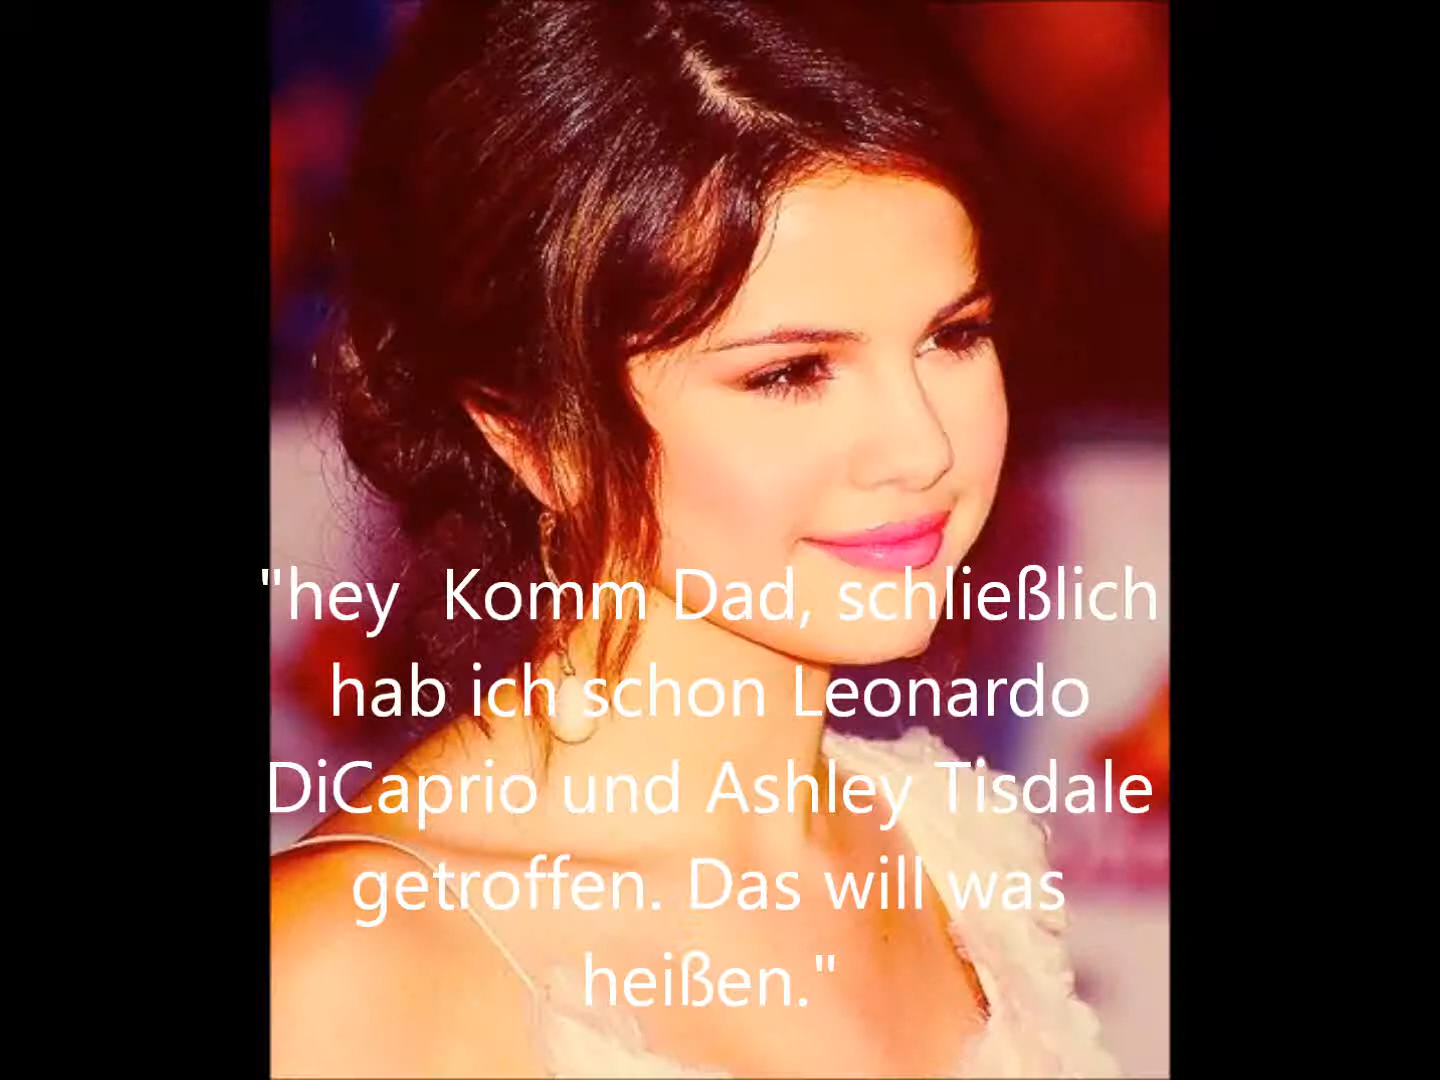 "hey  Komm Dad, schließlich
hab ich schon Leonardo
DiCaprio und Ashley Tisdale
getroffen. Das will was
heißen."